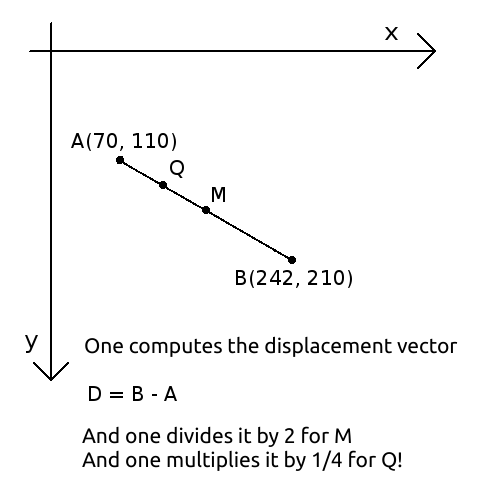 x
A(70, 110)
Q
M
B(242, 210)
y
One computes the displacement vector
D = B - A
And one divides it by 2 for M
And one multiplies it by 1/4 for Q!